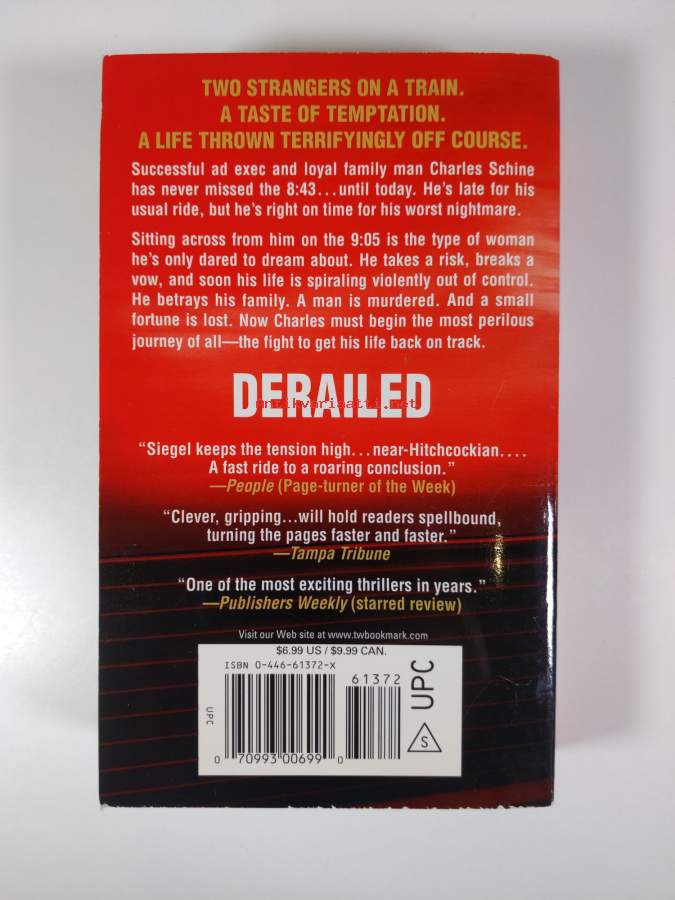 TWO STRANGERS ON A TRAIN.
A TASTE OF TEMPTATION.
A LIFE THROWN TERRIFYINGLY OFF COURSE.
Successful ad exec and loyal family man Charles Schine
has never missed the 8:43...until today. He's late for his
usual ride, but he's right on time for his worst nightmare.
Sitting across from him on the 9:05 is the type of woman
he's only dared to dream about. He takes a risk, breaks a
vow, and soon his life is spiraling violently out of control.
He betrays his family. A man is murdered. And a small
fortune is lost. Now Charles must begin the most perilous
journey of all—the fight to get his life back on track.
DERAILED
"Siegel keeps the tension high...near-Hitchcockian....
A fast ride to a roaring conclusion."
—People (Page-turner of the Week)
"Clever, gripping...will hold readers spellbound,
turning the pages faster and faster."
—Tampa Tribune
"One of the most exciting thrillers in years."
—Publishers Weekly (starred review)
Visit our Web site at www.twbookmark.com
$6.99 US / $9.99 CAN.
ISBN 0-446-61372-X
61372
UPC
UPC
S
0 70993 00699 0